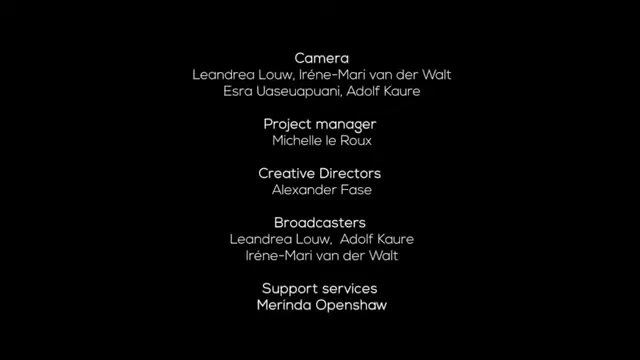 Camera
Leandrea Louw, Iréne-Mari van der Walt
Esra Uaseuapuani, Adolf Kaure
Project manager
Michelle le Roux
Creative Directors
Alexander Fase
Broadcasters
Leandrea Louw, Adolf Kaure
Iréne-Mari van der Walt
Support services
Merinda Openshaw